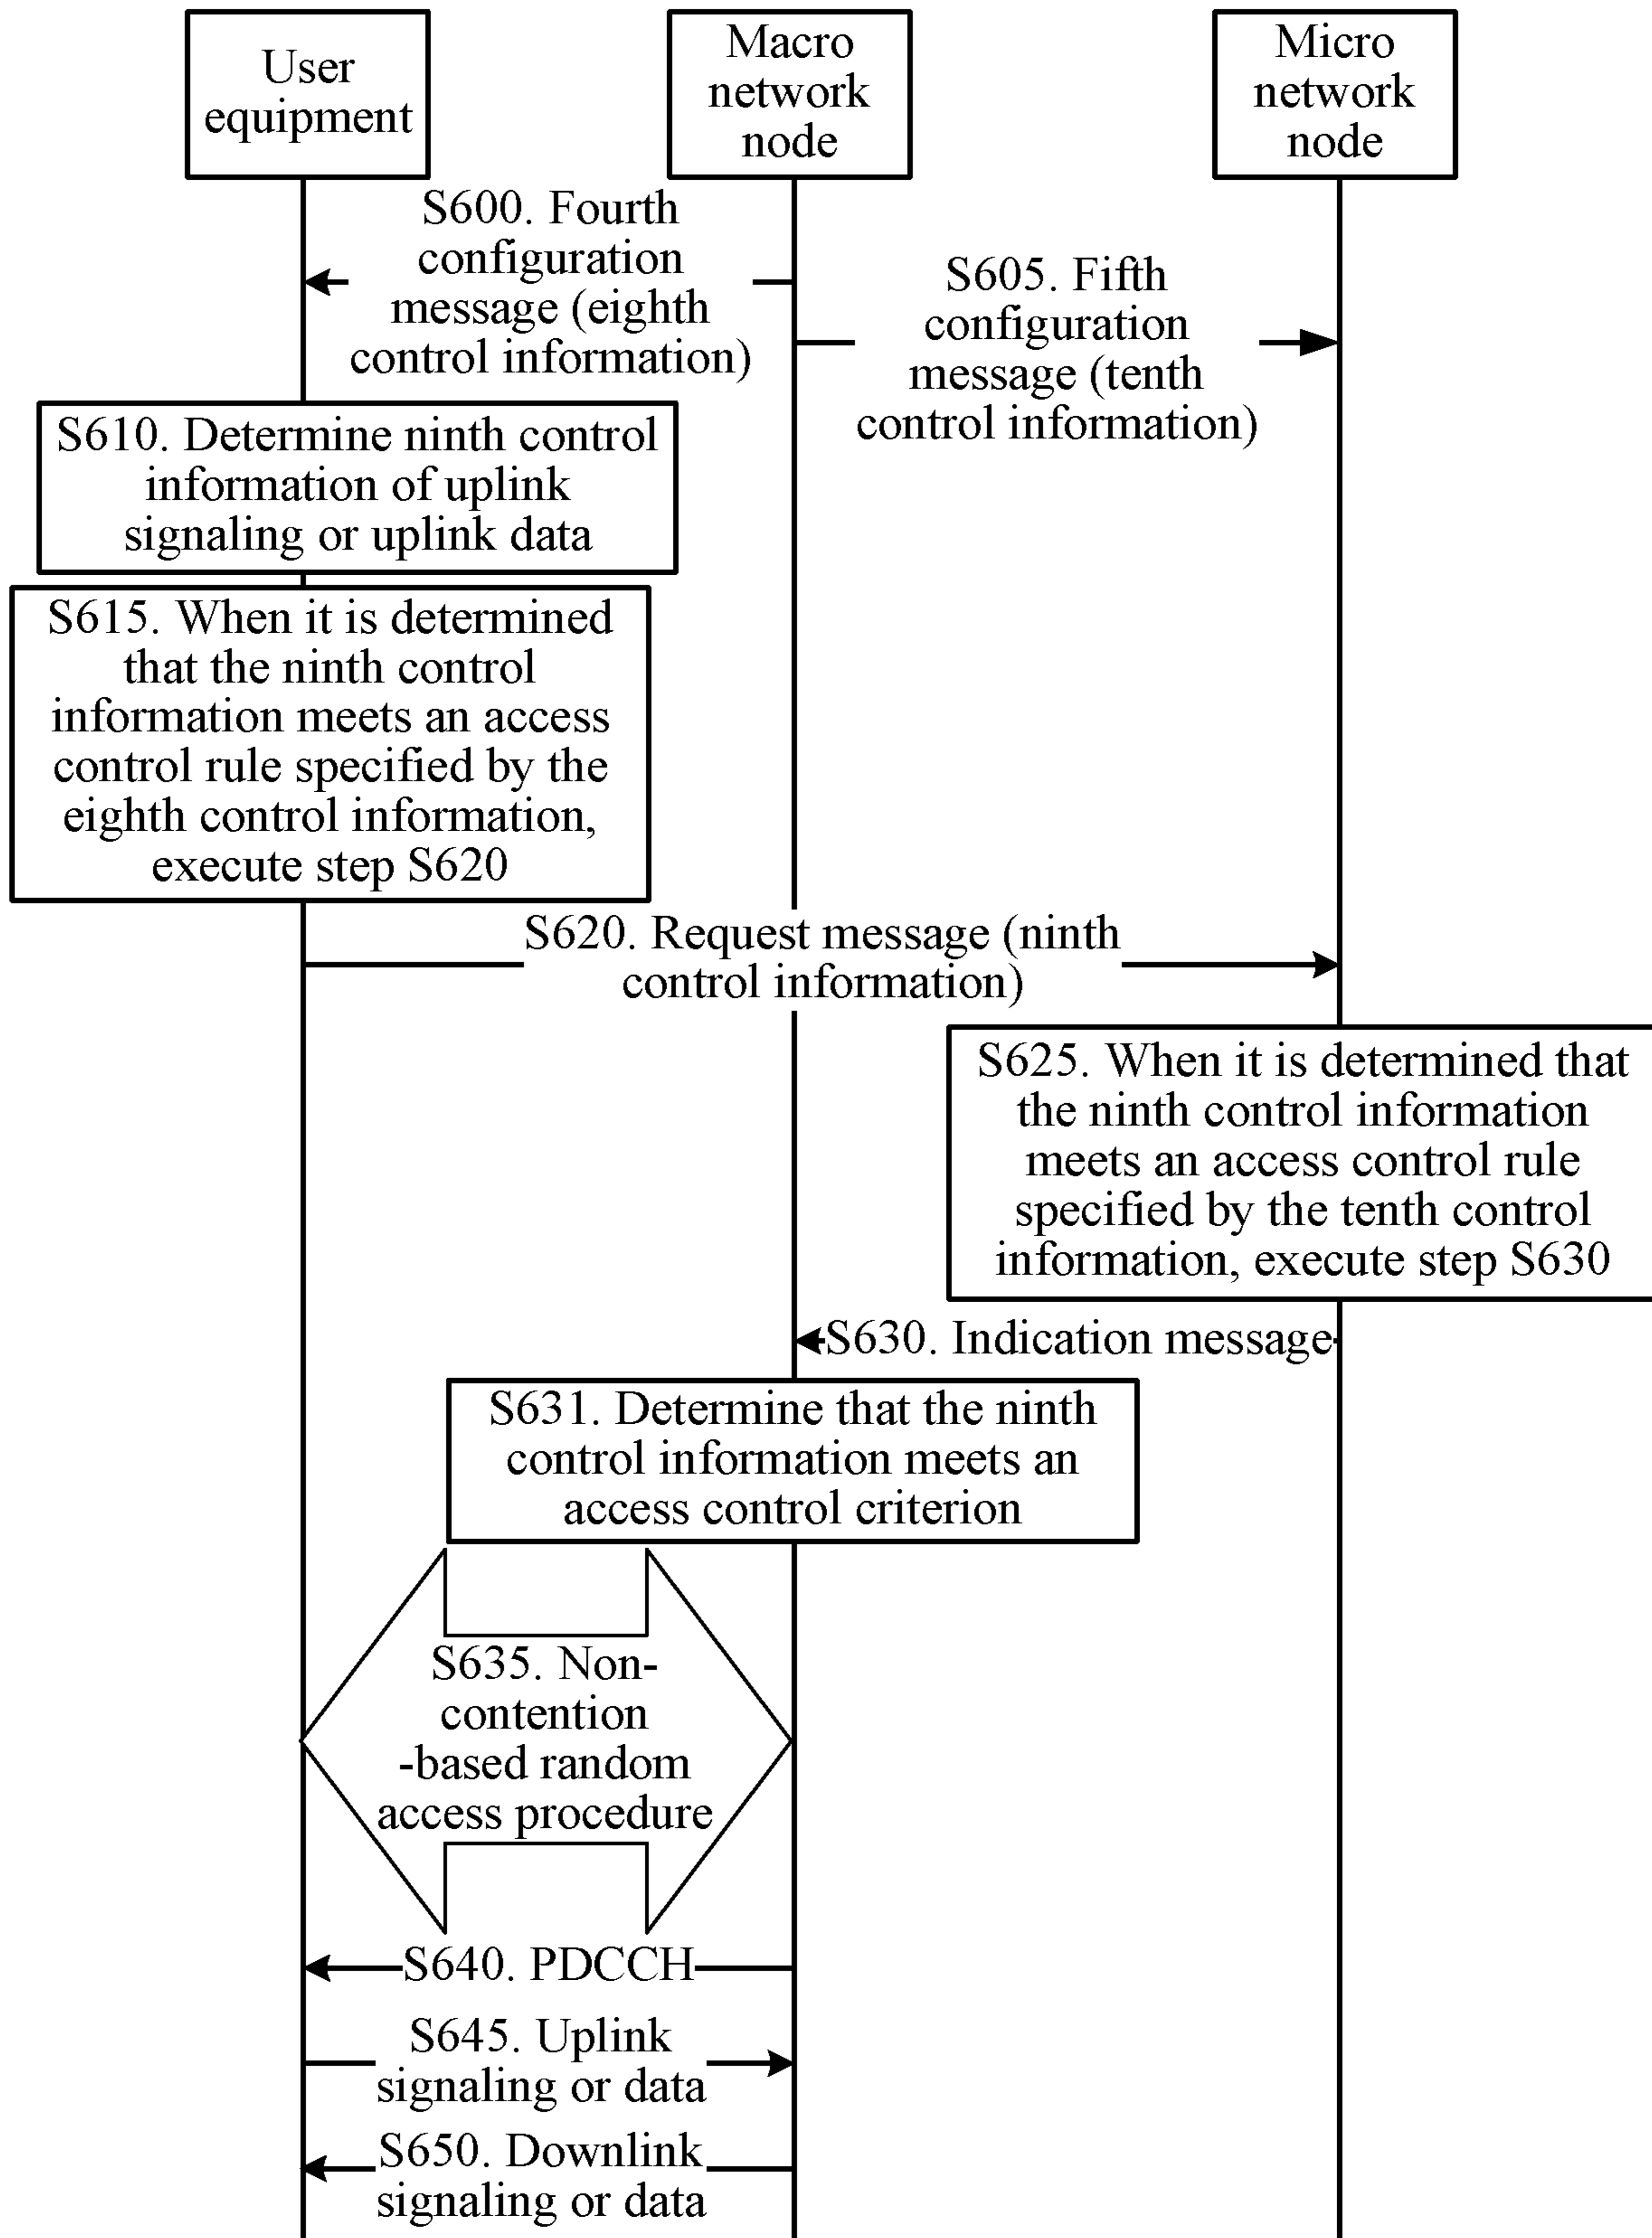 User
equipment
Macro
network
node
Micro
network
node
S600. Fourth
configuration
message (eighth
control information)
S605. Fifth
configuration
message (tenth
control information)
S610. Determine ninth control
information of uplink
signaling or uplink data
S615. When it is determined
that the ninth control
information meets an access
control rule specified by the
eighth control information,
execute step S620
S620. Request message (ninth
control information)
S625. When it is determined that
the ninth control information
meets an access control rule
specified by the tenth control
information, execute step S630
S630. Indication message
S631. Determine that the ninth
control information meets an
access control criterion
S635. Non-
contention
-based random
access procedure
S640. PDCCH
S645. Uplink
signaling or data
S650. Downlink
signaling or data